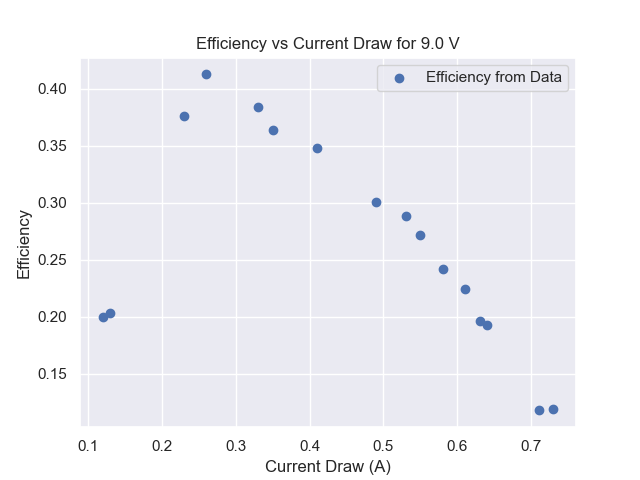 Efficiency vs Current Draw for 9.0 V
Efficiency from Data
0.40
0.35
0.30
0.25
0.20
0.15
Efficiency
0.1 0.2 0.3 0.4 0.5 0.6 0.7
Current Draw (A)